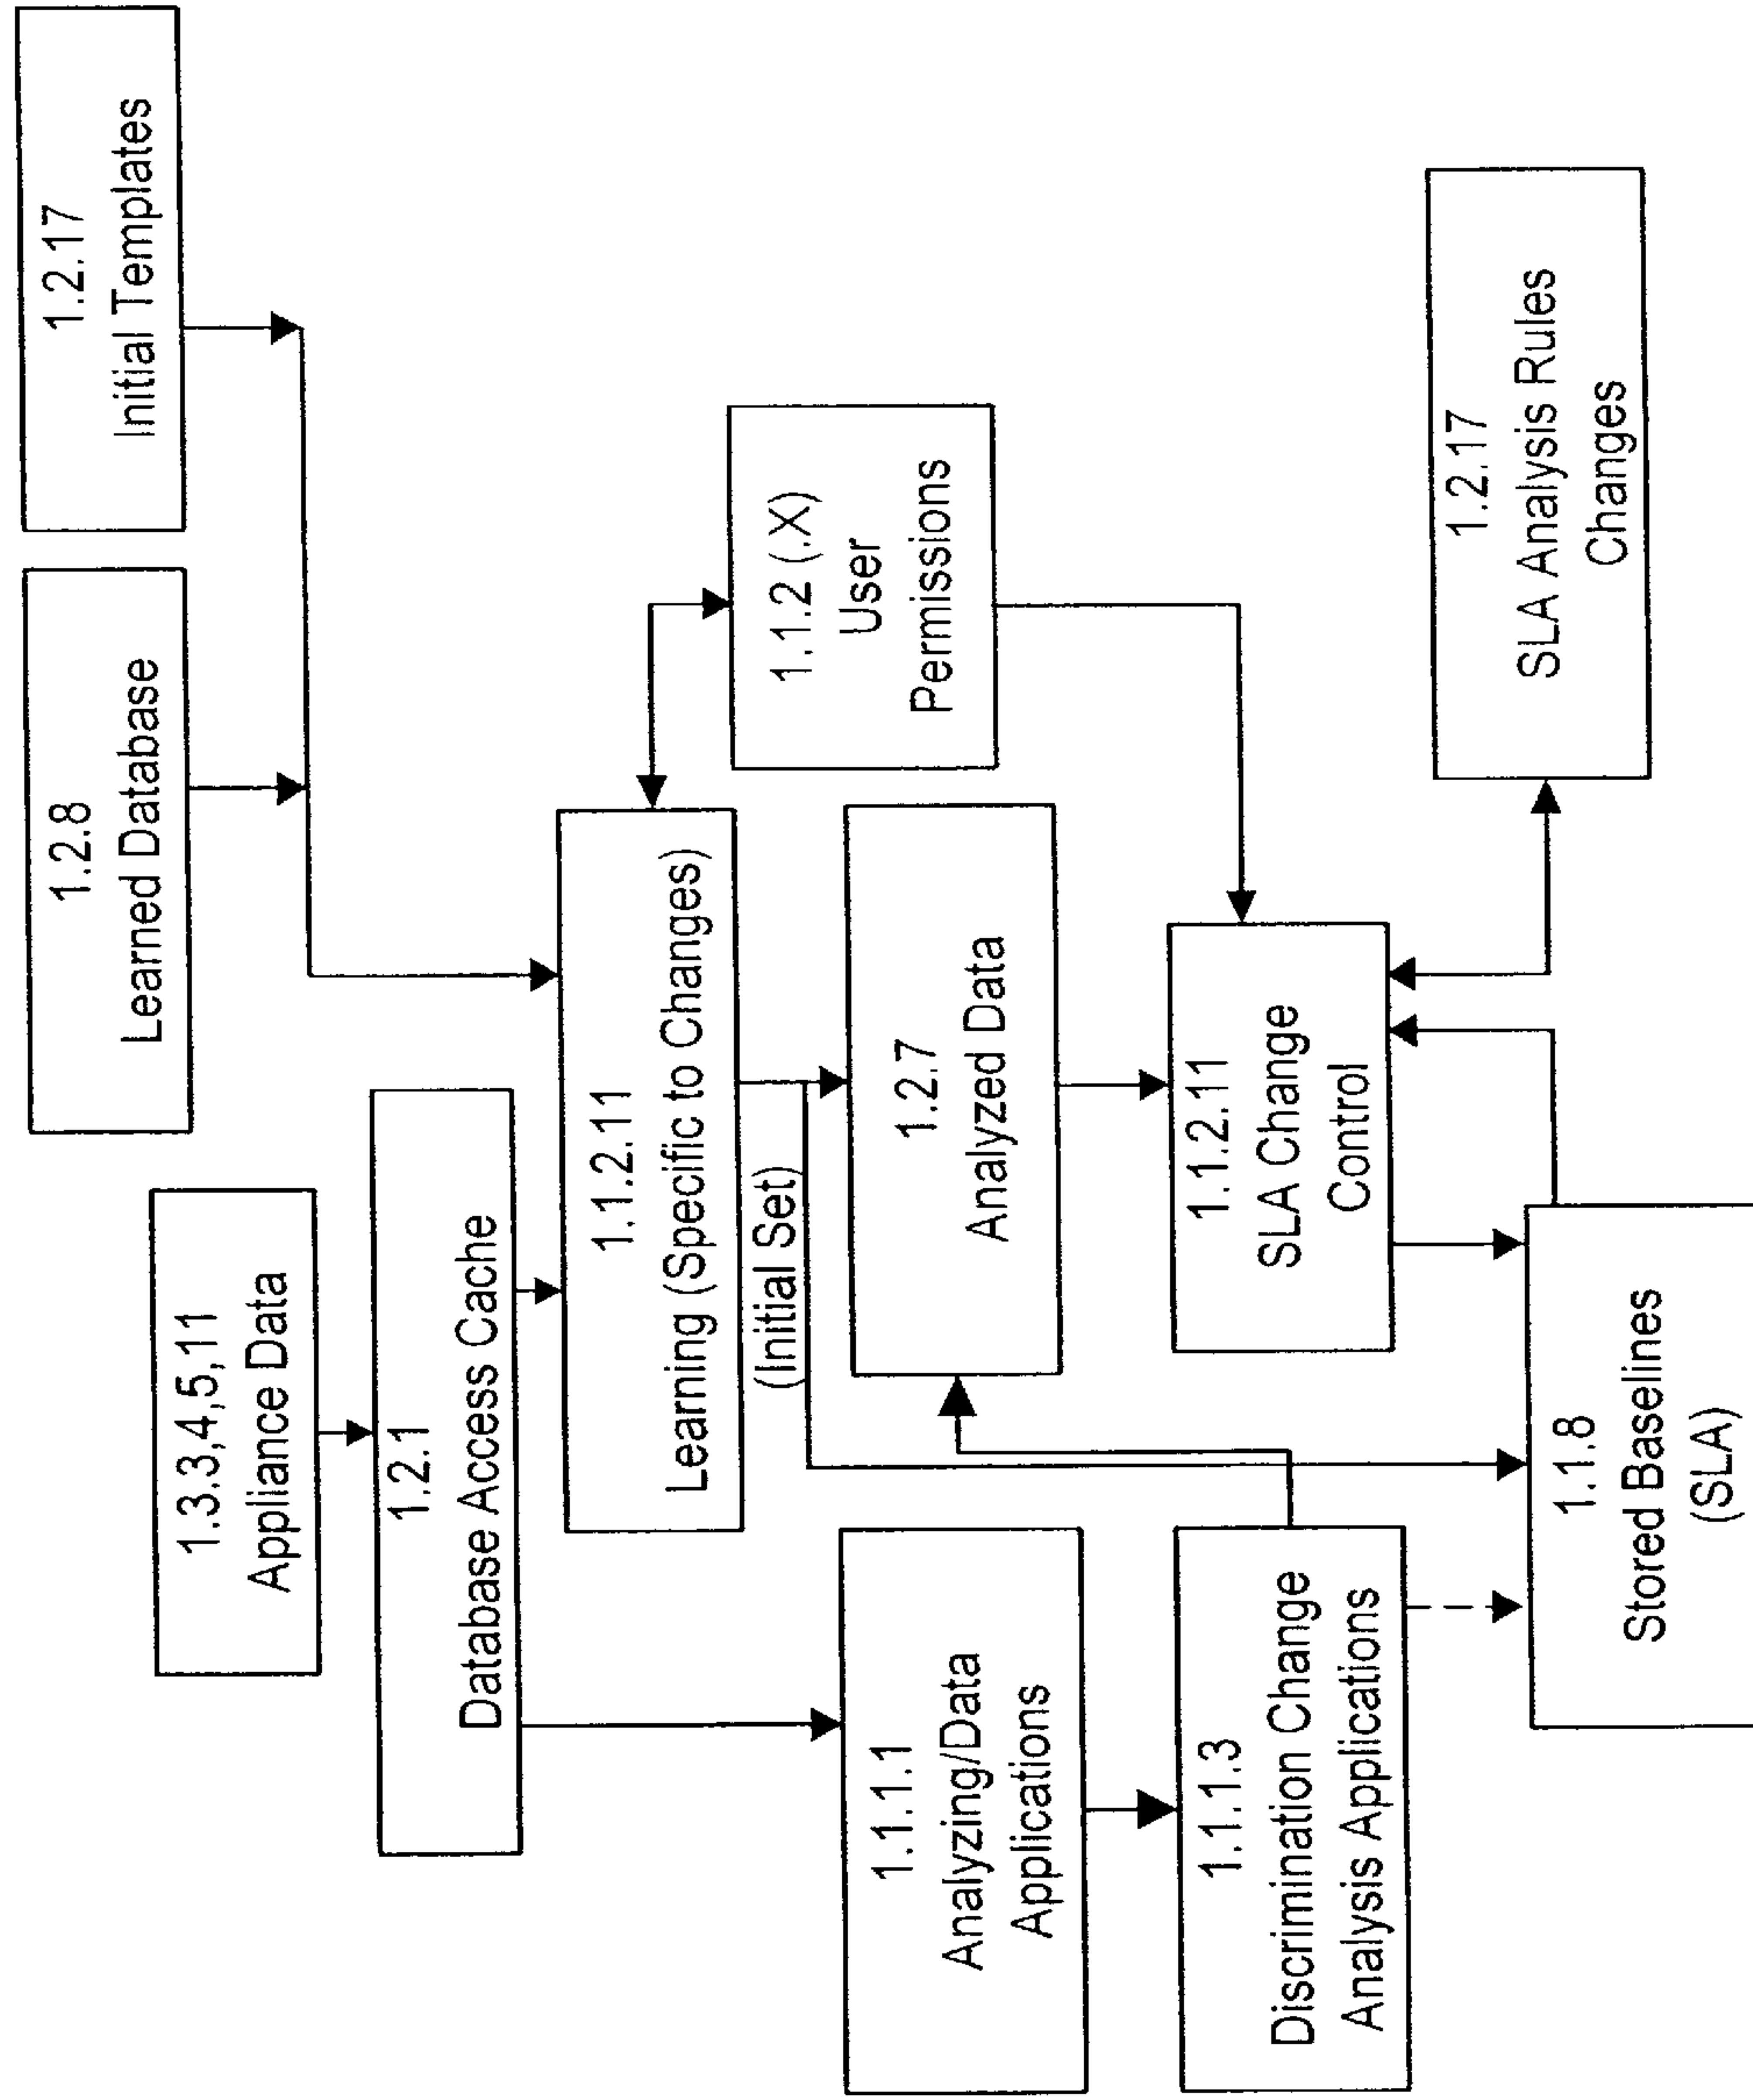 1.2.17
Initial Templates
1.2.8
Learned Database
1.3.3,4,5,11
Appliance Data
1.2.1
Database Access Cache
1.1.2.11
Learning (Specific to Changes)
(Initial Set)
1.1.2 (.X)
User
Permissions
1.1.1.1
Analyzing/Data
Applications
1.2.7
Analyzed Data
1.1.1.3
Discrimination Change
Analysis Applications
1.1.2.11
SLA Change
Control
1.2.17
SLA Analysis Rules
Changes
1.1.8
Stored Baselines
(SLA)